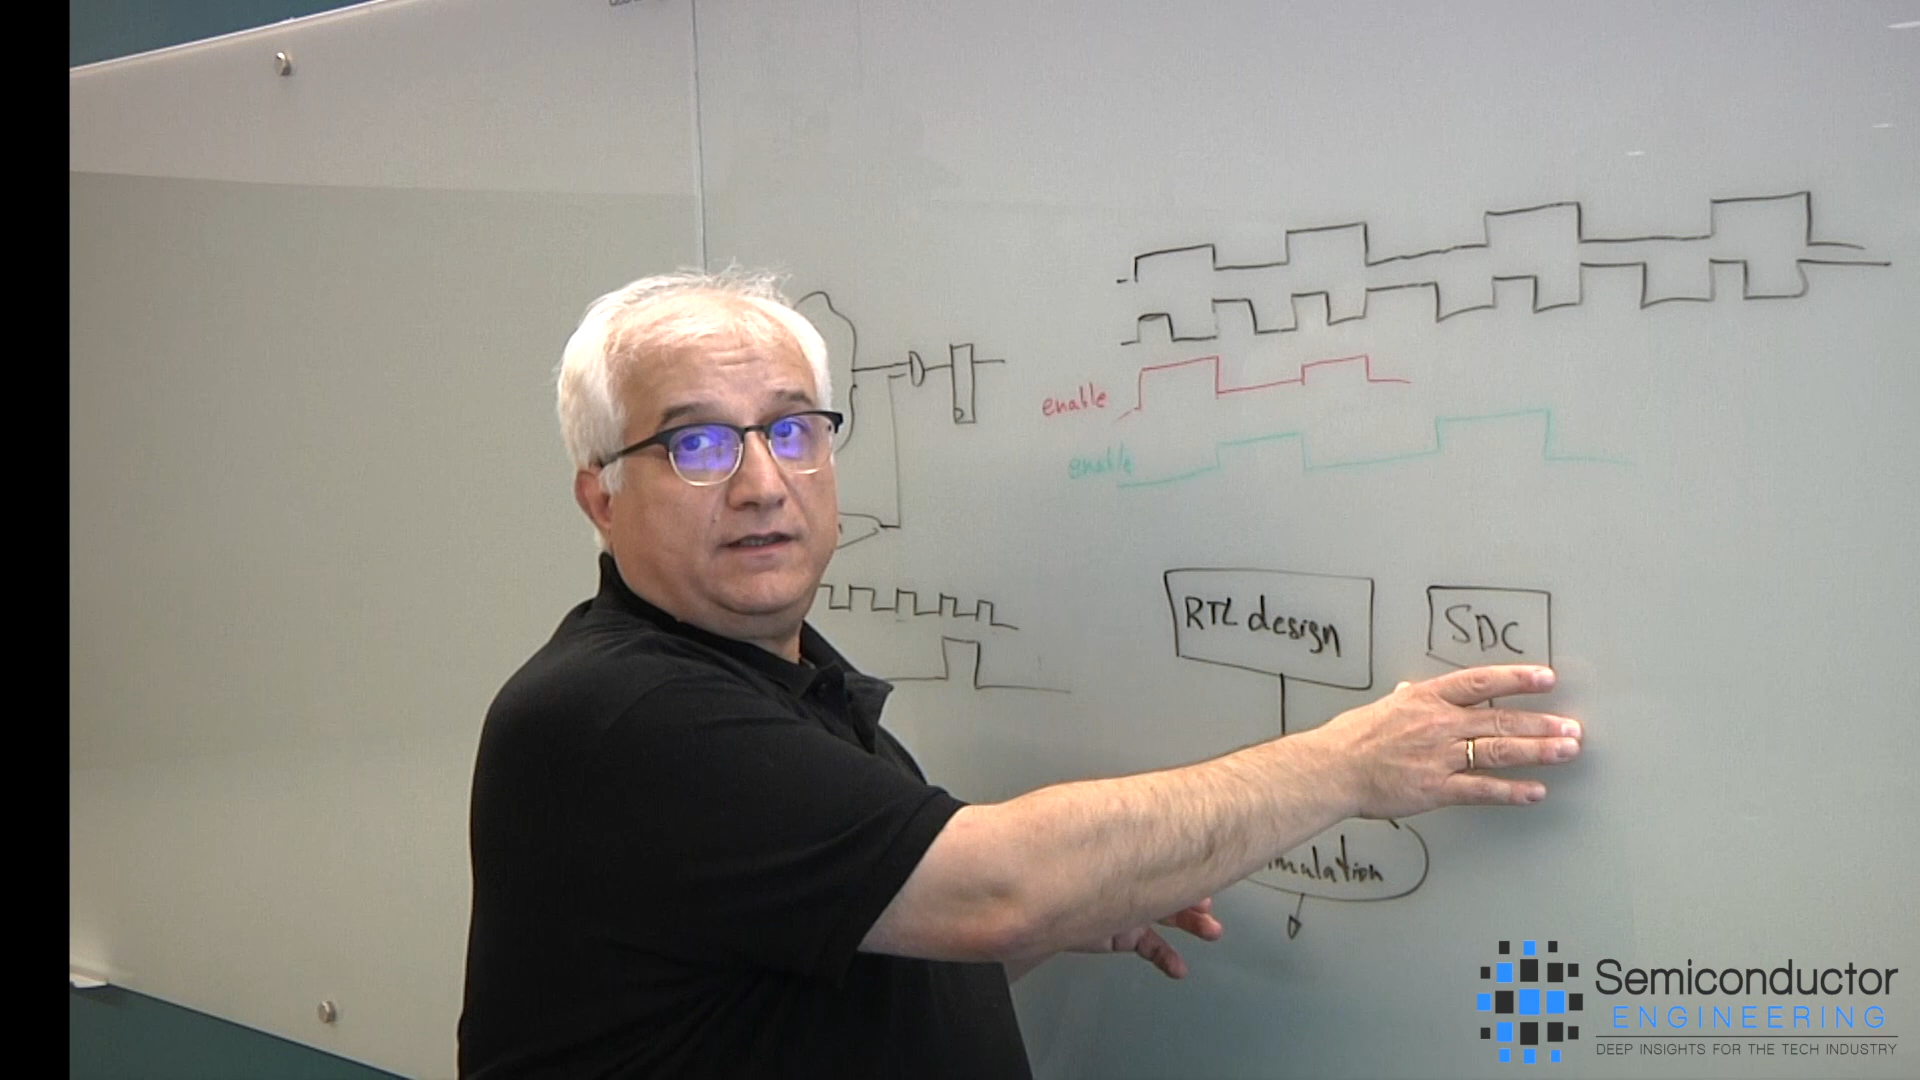 enable
enable
RTL design
SDC
mulation
Semiconductor
ENGINEERING
DEEP INSIGHTS FOR THE TECH INDUSTRY